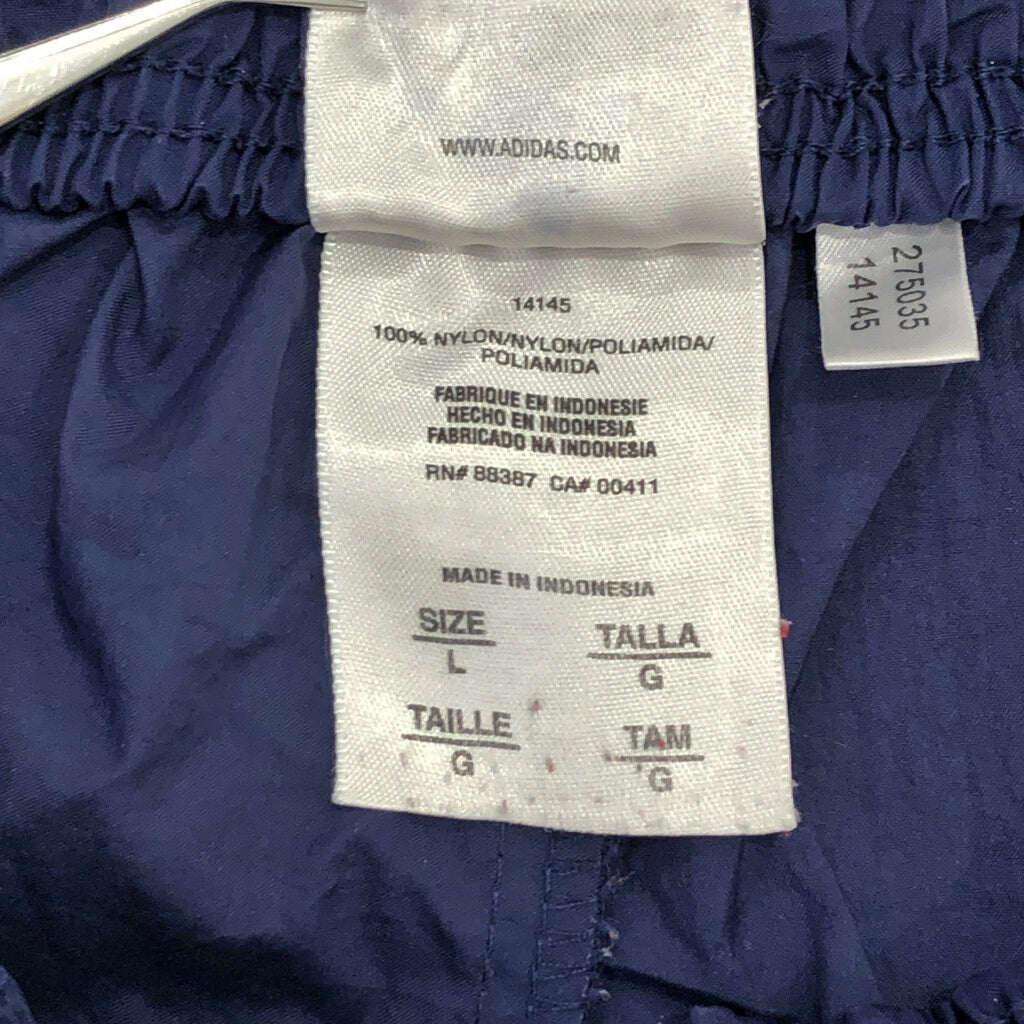 WWW.ADIDAS.COM
14145
100% NYLON/NYLON/POLIAMIDA/
POLIAMIDA
FABRIQUE EN INDONESIE
HECHO EN INDONESIA
FABRICADO NA INDONESIA
RN# 88387 CA# 00411
MADE IN INDONESIA
SIZE
L
TALLA
G
TAILLE
G
TAM
G
275035
14145